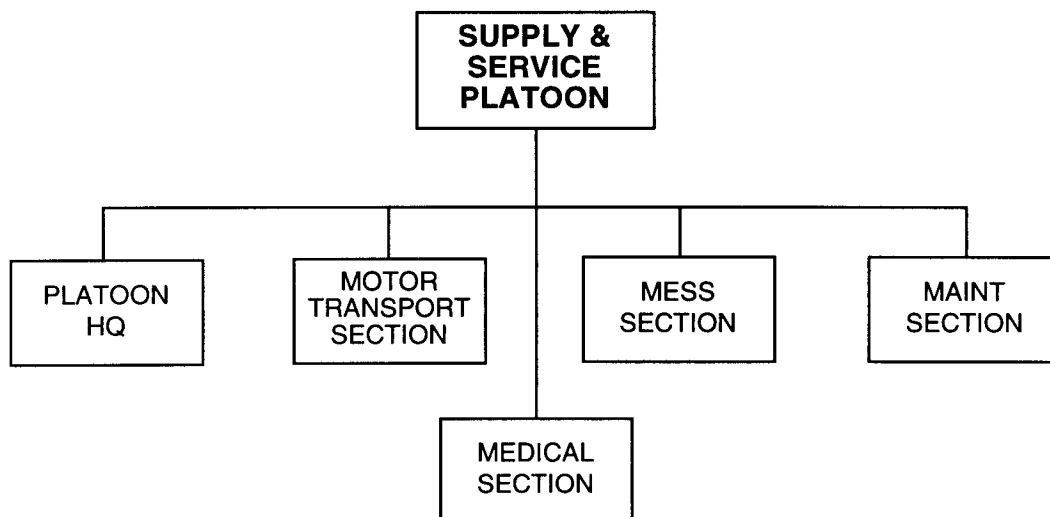 SUPPLY &
SERVICE
PLATOON
PLATOON
HQ
MOTOR
TRANSPORT
SECTION
MESS
SECTION
MAINT
SECTION
MEDICAL
SECTION